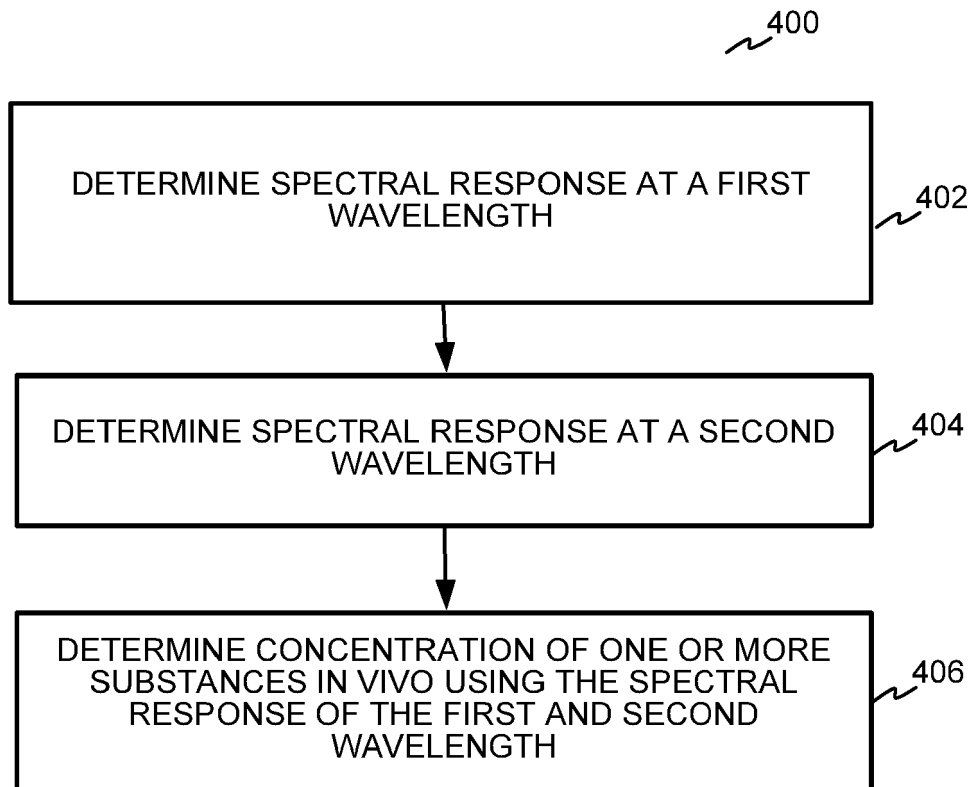 400
DETERMINE SPECTRAL RESPONSE AT A FIRST
WAVELENGTH
402
DETERMINE SPECTRAL RESPONSE AT A SECOND
WAVELENGTH
404
DETERMINE CONCENTRATION OF ONE OR MORE
SUBSTANCES IN VIVO USING THE SPECTRAL
RESPONSE OF THE FIRST AND SECOND
WAVELENGTH
406